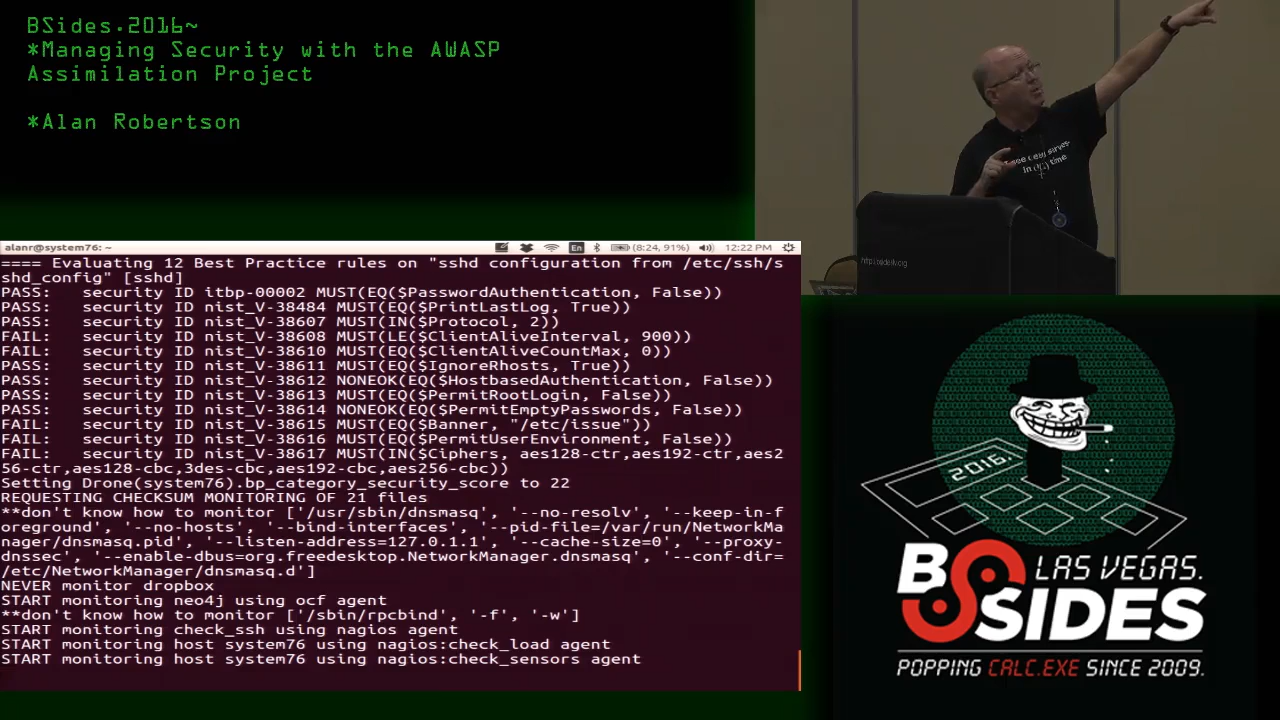 BSides.2016~
*Managing Security with the AWASP
Assimilation Project
*Alan Robertson
in time
alanr@system76: ~
En
(8:24, 91%)
12:22 PM
==== Evaluating 12 Best Practice rules on "sshd configuration from /etc/ssh/s
shd_config" [sshd]
PASS:   security ID itbp-00002 MUST(EQ($PasswordAuthentication, False))
PASS:   security ID nist_V-38484 MUST(EQ($PrintLastLog, True))
PASS:   security ID nist_V-38607 MUST(IN($Protocol, 2))
FAIL:   security ID nist_V-38608 MUST(LE($ClientAliveInterval, 900))
FAIL:   security ID nist_V-38610 MUST(EQ($ClientAliveCountMax, 0))
PASS:   security ID nist_V-38611 MUST(EQ($IgnoreRhosts, True))
PASS:   security ID nist_V-38612 NONEOK(EQ($HostbasedAuthentication, False))
PASS:   security ID nist_V-38613 MUST(EQ($PermitRootLogin, False))
PASS:   security ID nist_V-38614 NONEOK(EQ($PermitEmptyPasswords, False))
FAIL:   security ID nist_V-38615 MUST(EQ($Banner, "/etc/issue"))
FAIL:   security ID nist_V-38616 MUST(EQ($PermitUserEnvironment, False))
FAIL:   security ID nist_V-38617 MUST(IN($Ciphers, aes128-ctr,aes192-ctr,aes2
56-ctr,aes128-cbc,3des-cbc,aes192-cbc,aes256-cbc))
Setting Drone(system76).bp_category_security_score to 22
REQUESTING CHECKSUM MONITORING OF 21 files
**don't know how to monitor ['/usr/sbin/dnsmasq', '--no-resolv', '--keep-in-f
oreground', '--no-hosts', '--bind-interfaces', '--pid-file=/var/run/NetworkMa
nager/dnsmasq.pid', '--listen-address=127.0.1.1', '--cache-size=0', '--proxy-
dnssec', '--enable-dbus=org.freedesktop.NetworkManager.dnsmasq', '--conf-dir=
/etc/NetworkManager/dnsmasq.d']
NEVER monitor dropbox
START monitoring neo4j using ocf agent
**don't know how to monitor ['/sbin/rpcbind', '-f', '-w']
START monitoring check_ssh using nagios agent
START monitoring host system76 using nagios:check_load agent
START monitoring host system76 using nagios:check_sensors agent
2016.
BSIDES
LAS VEGAS.
POPPING CALC.EXE SINCE 2009.